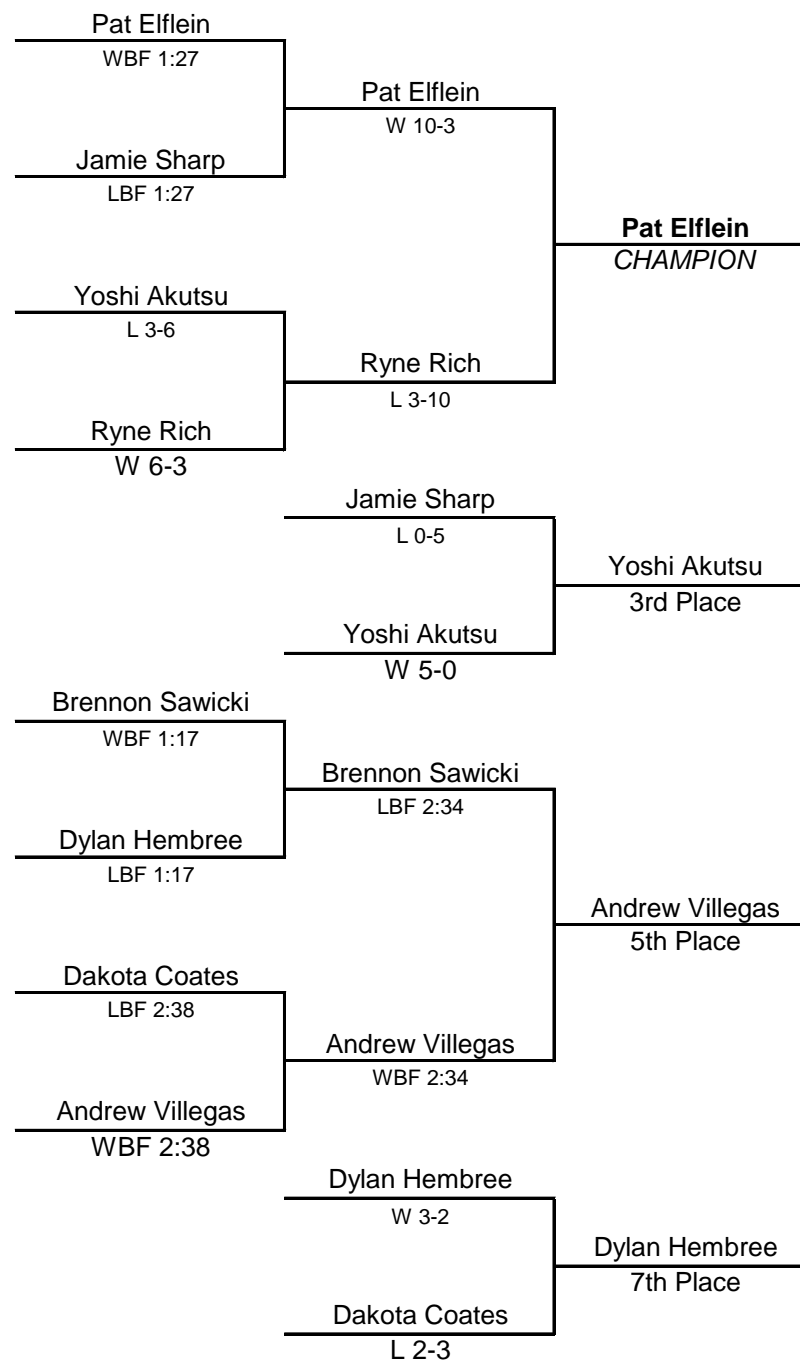 Pat Elflein
WBF 1:27
Pat Elflein
W 10-3
Jamie Sharp
LBF 1:27
Pat Elflein
CHAMPION
Yoshi Akutsu
L 3-6
Ryne Rich
L 3-10
Ryne Rich
W 6-3
Jamie Sharp
L 0-5
Yoshi Akutsu
3rd Place
Yoshi Akutsu
W 5-0
Brennon Sawicki
WBF 1:17
Brennon Sawicki
LBF 2:34
Dylan Hembree
LBF 1:17
Andrew Villegas
5th Place
Dakota Coates
LBF 2:38
Andrew Villegas
WBF 2:34
Andrew Villegas
WBF 2:38
Dylan Hembree
W 3-2
Dylan Hembree
7th Place
Dakota Coates
L 2-3